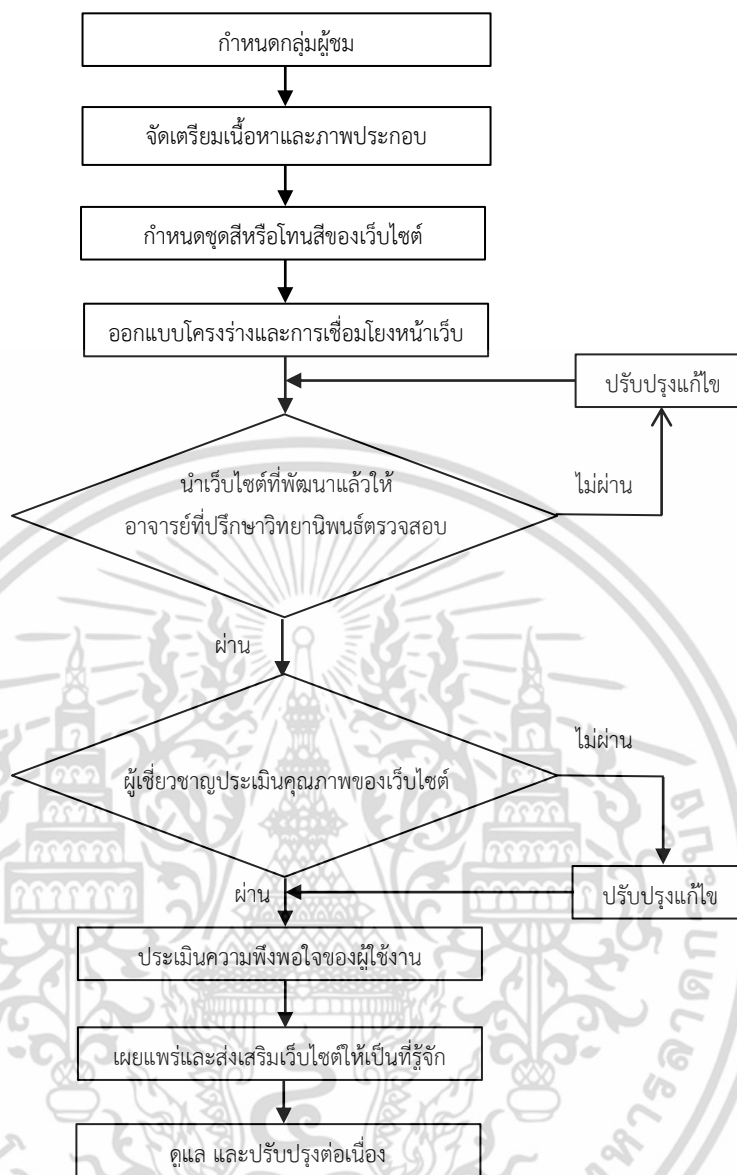 กำหนดกลุ่มผู้ชม
จัดเตรียมเนื้อหาและภาพประกอบ
กำหนดชุดสีหรือโทนสีของเว็บไซต์
ออกแบบโครงร่างและการเชื่อมโยงหน้าเว็บ
ปรับปรุงแก้ไข
นำเว็บไซต์ที่พัฒนาแล้วให้
อาจารย์ที่ปรึกษาวิทยานิพนธ์ตรวจสอบ
ไม่ผ่าน
ผ่าน
ผู้เชี่ยวชาญประเมินคุณภาพของเว็บไซต์
ไม่ผ่าน
ผ่าน
ปรับปรุงแก้ไข
ประเมินความพึงพอใจของผู้ใช้งาน
เผยแพร่และส่งเสริมเว็บไซต์ให้เป็นที่รู้จัก
ดูแล และปรับปรุงต่อเนื่อง